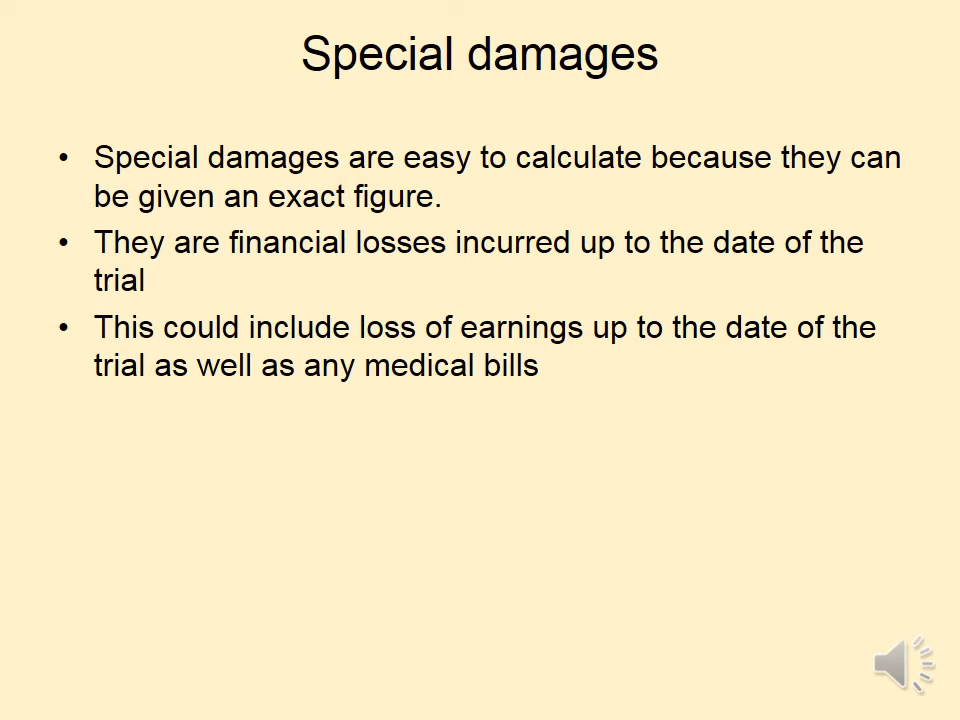 Special damages
• Special damages are easy to calculate because they can
be given an exact figure.
• They are financial losses incurred up to the date of the
trial
• This could include loss of earnings up to the date of the
trial as well as any medical bills